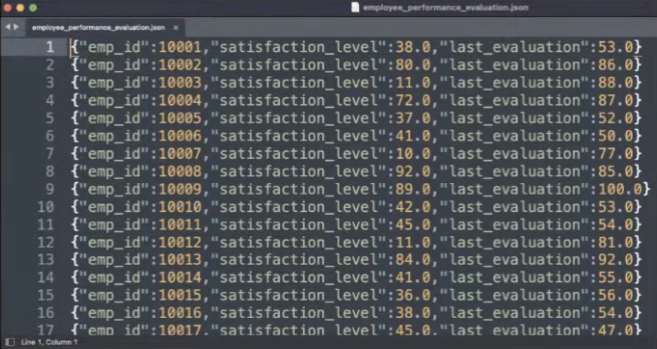 employee_performance_evaluation.json
employee_performance_evaluation.json ×
1 {"emp_id":10001,"satisfaction_level":38.0,"last_evaluation":53.0}
2 {"emp_id":10002,"satisfaction_level":80.0,"last_evaluation":86.0}
3 {"emp_id":10003,"satisfaction_level":11.0,"last_evaluation":88.0}
4 {"emp_id":10004,"satisfaction_level":72.0,"last_evaluation":87.0}
5 {"emp_id":10005,"satisfaction_level":37.0,"last_evaluation":52.0}
6 {"emp_id":10006,"satisfaction_level":41.0,"last_evaluation":50.0}
7 {"emp_id":10007,"satisfaction_level":10.0,"last_evaluation":77.0}
8 {"emp_id":10008,"satisfaction_level":92.0,"last_evaluation":85.0}
9 {"emp_id":10009,"satisfaction_level":89.0,"last_evaluation":100.0}
10 {"emp_id":10010,"satisfaction_level":42.0,"last_evaluation":53.0}
11 {"emp_id":10011,"satisfaction_level":45.0,"last_evaluation":54.0}
12 {"emp_id":10012,"satisfaction_level":11.0,"last_evaluation":81.0}
13 {"emp_id":10013,"satisfaction_level":84.0,"last_evaluation":92.0}
14 {"emp_id":10014,"satisfaction_level":41.0,"last_evaluation":55.0}
15 {"emp_id":10015,"satisfaction_level":36.0,"last_evaluation":56.0}
16 {"emp_id":10016,"satisfaction_level":38.0,"last_evaluation":54.0}
17 {"emp_id":10017,"satisfaction_level":45.0,"last_evaluation":47.0}
Line 1, Column 1